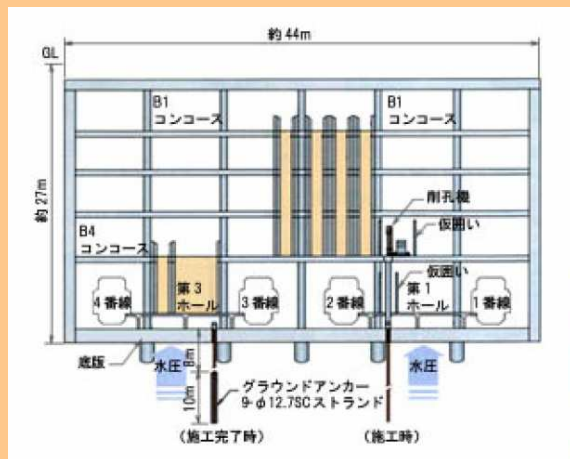 約44m
GL
B1
コンコース
B1
コンコース
約27m
削孔機
仮囲い
B4
コンコース
仮囲い
4番線
第3
ホール
3番線
2番線
第1
ホール
1番線
底版
水圧
8m
水圧
10m
グラウンドアンカー
9-φ12.7SCストランド
(施工完了時)
(施工時)